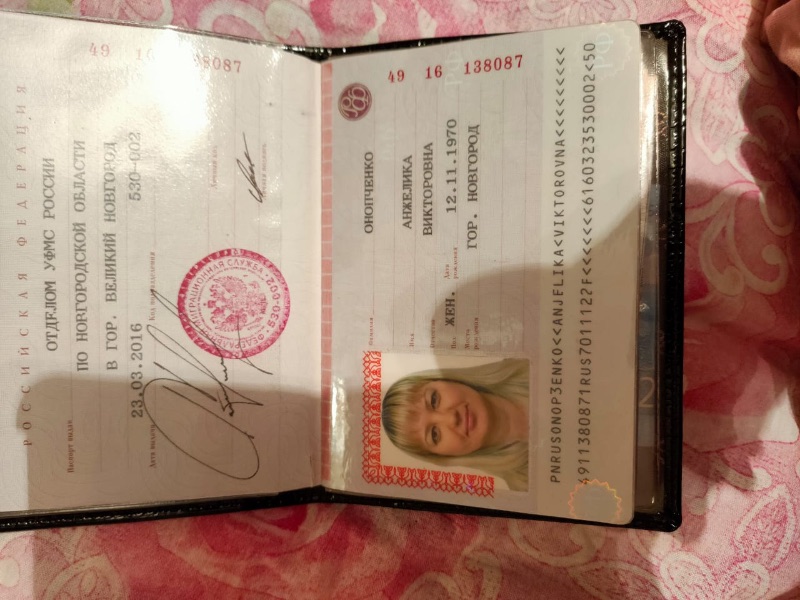 РОССИЙСКАЯ ФЕДЕРАЦИЯ
49 16 138087
Паспорт выдан
ОТДЕЛОМ УФМС РОССИИ
ПО НОВГОРОДСКОЙ ОБЛАСТИ
В ГОР. ВЕЛИКИЙ НОВГОРОД
Дата выдачи
23.03.2016
Код подразделения
530-002
Личный код
49 16 138087
Фамилия
ОНОПЧЕНКО
Имя
АНЖЕЛИКА
Отчество
ВИКТОРОВНА
Пол
ЖЕН.
Дата рождения
12.11.1970
Место рождения
ГОР. НОВГОРОД
PNRUSONOP3ENKO<<ANJELIKA<VIKTOROVNA<<<<<<<<<
4911380871RUS7011122F<<<<<<<6160323530002<50